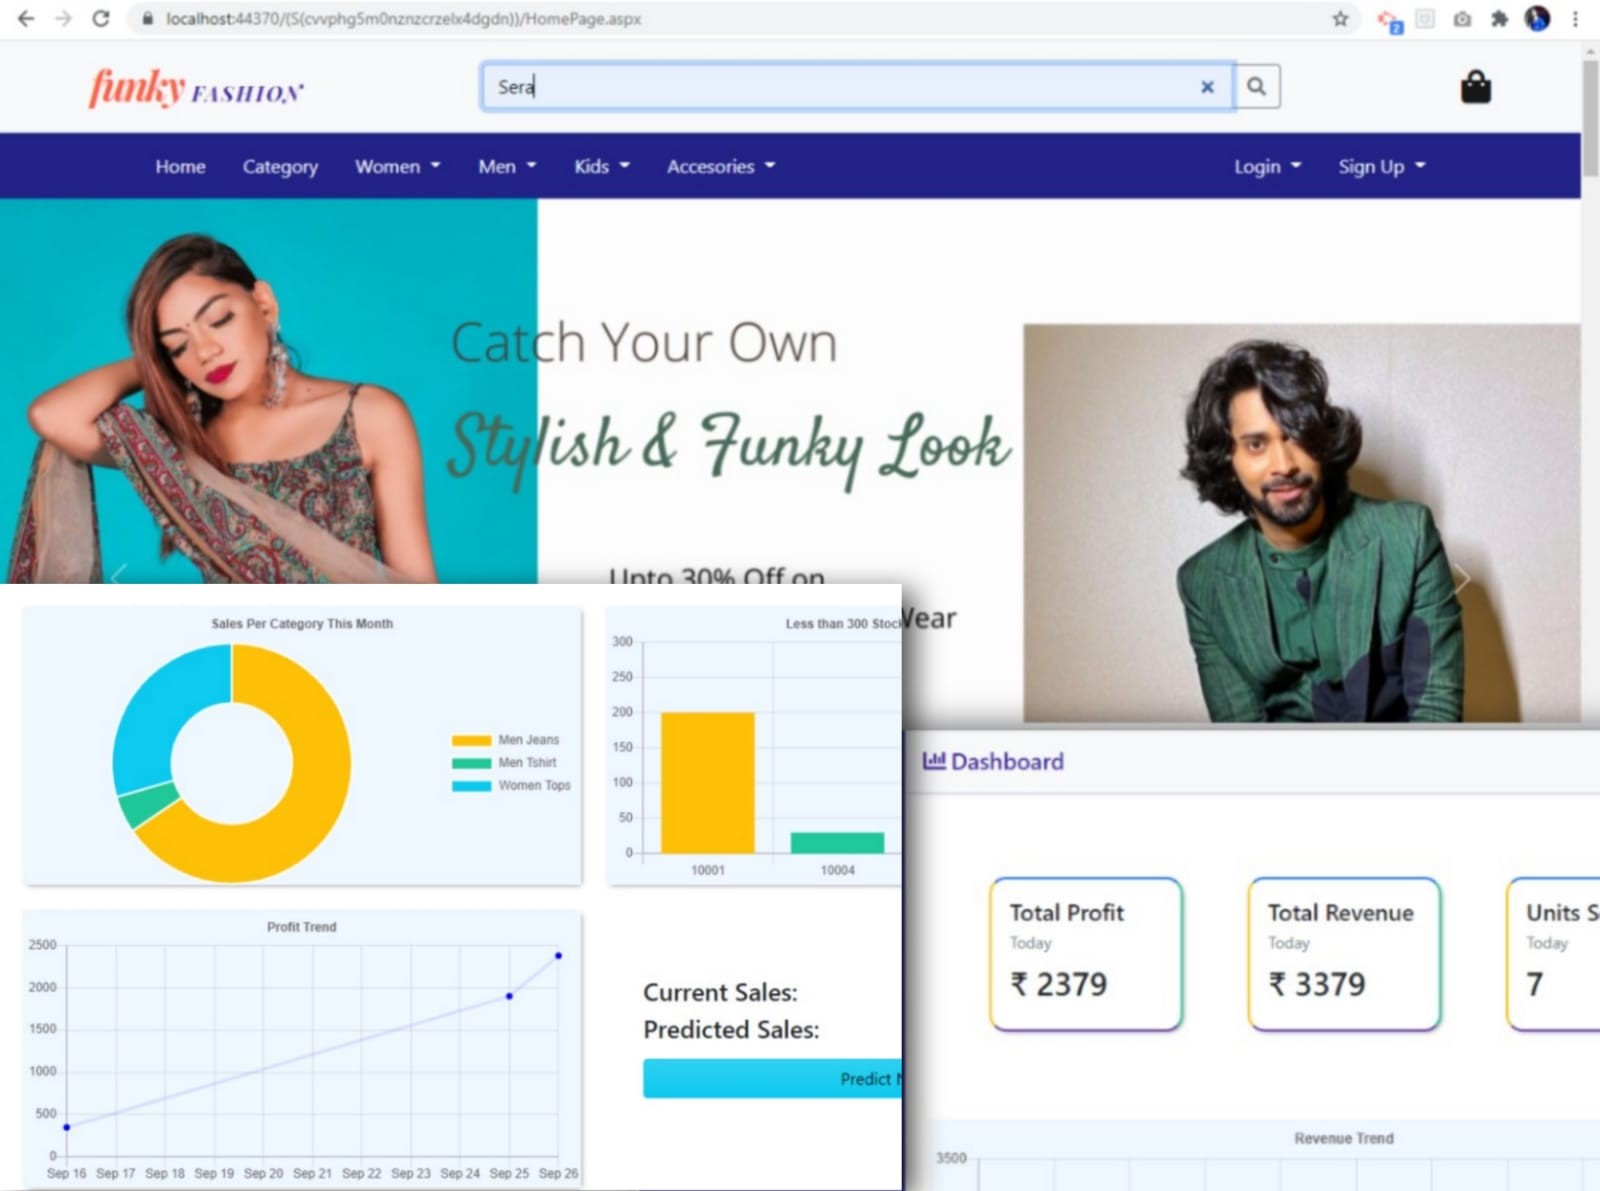 localhost:44370/(S(cvvphg5m0nznzcrzelx4dgdn))/HomePage.aspx
2
funky FASHION
Sera
Home Category Women Men Kids Accesories Login Sign Up
Catch Your Own
Stylish & Funky Look
Upto 30% Off on
Wear
Sales Per Category This Month
Men Jeans
Men Tshirt
Women Tops
Less than 300 Stock
300
250
200
150
100
50
0
10001 10004
Profit Trend
2500
2000
1500
1000
500
0
Sep 16 Sep 17 Sep 18 Sep 19 Sep 20 Sep 21 Sep 22 Sep 23 Sep 24 Sep 25 Sep 26
Current Sales:
Predicted Sales:
Predict
Dashboard
Total Profit
Today
₹ 2379
Total Revenue
Today
₹ 3379
Units S
Today
7
Revenue Trend
3500